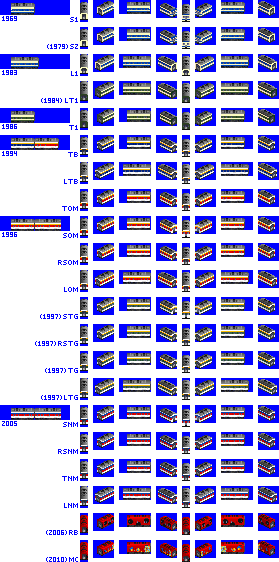 1969 S1
(1979) S2
1983 L1
(1984) LT1
1986 T1
1994 TB
LTB
TOM
1996 SOM
RSOM
LOM
(1997) STG
(1997) RSTG
(1997) TG
(1997) LTG
2005 SNM
RSNM
TNM
LNM
(2006) RB
(2010) MC